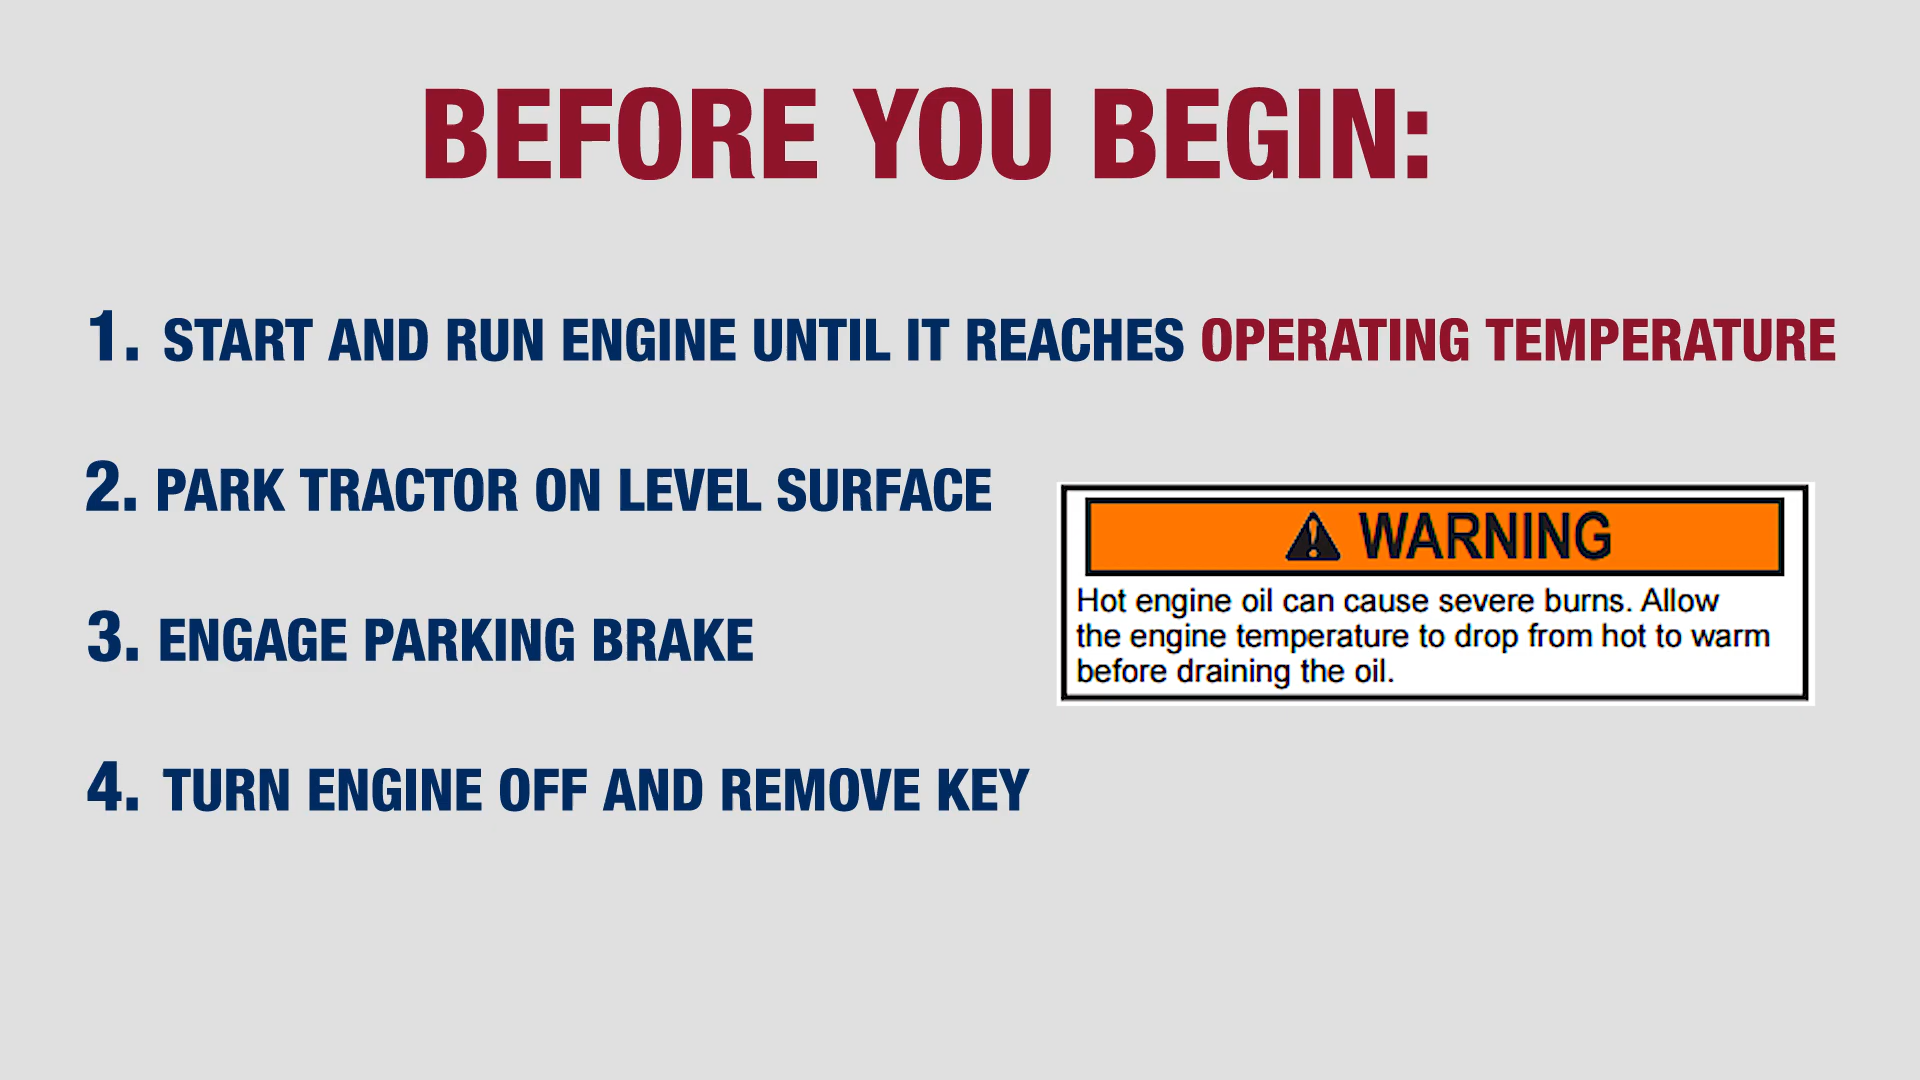 BEFORE YOU BEGIN:
1. START AND RUN ENGINE UNTIL IT REACHES OPERATING TEMPERATURE
2. PARK TRACTOR ON LEVEL SURFACE
3. ENGAGE PARKING BRAKE
4. TURN ENGINE OFF AND REMOVE KEY
WARNING
Hot engine oil can cause severe burns. Allow
the engine temperature to drop from hot to warm
before draining the oil.